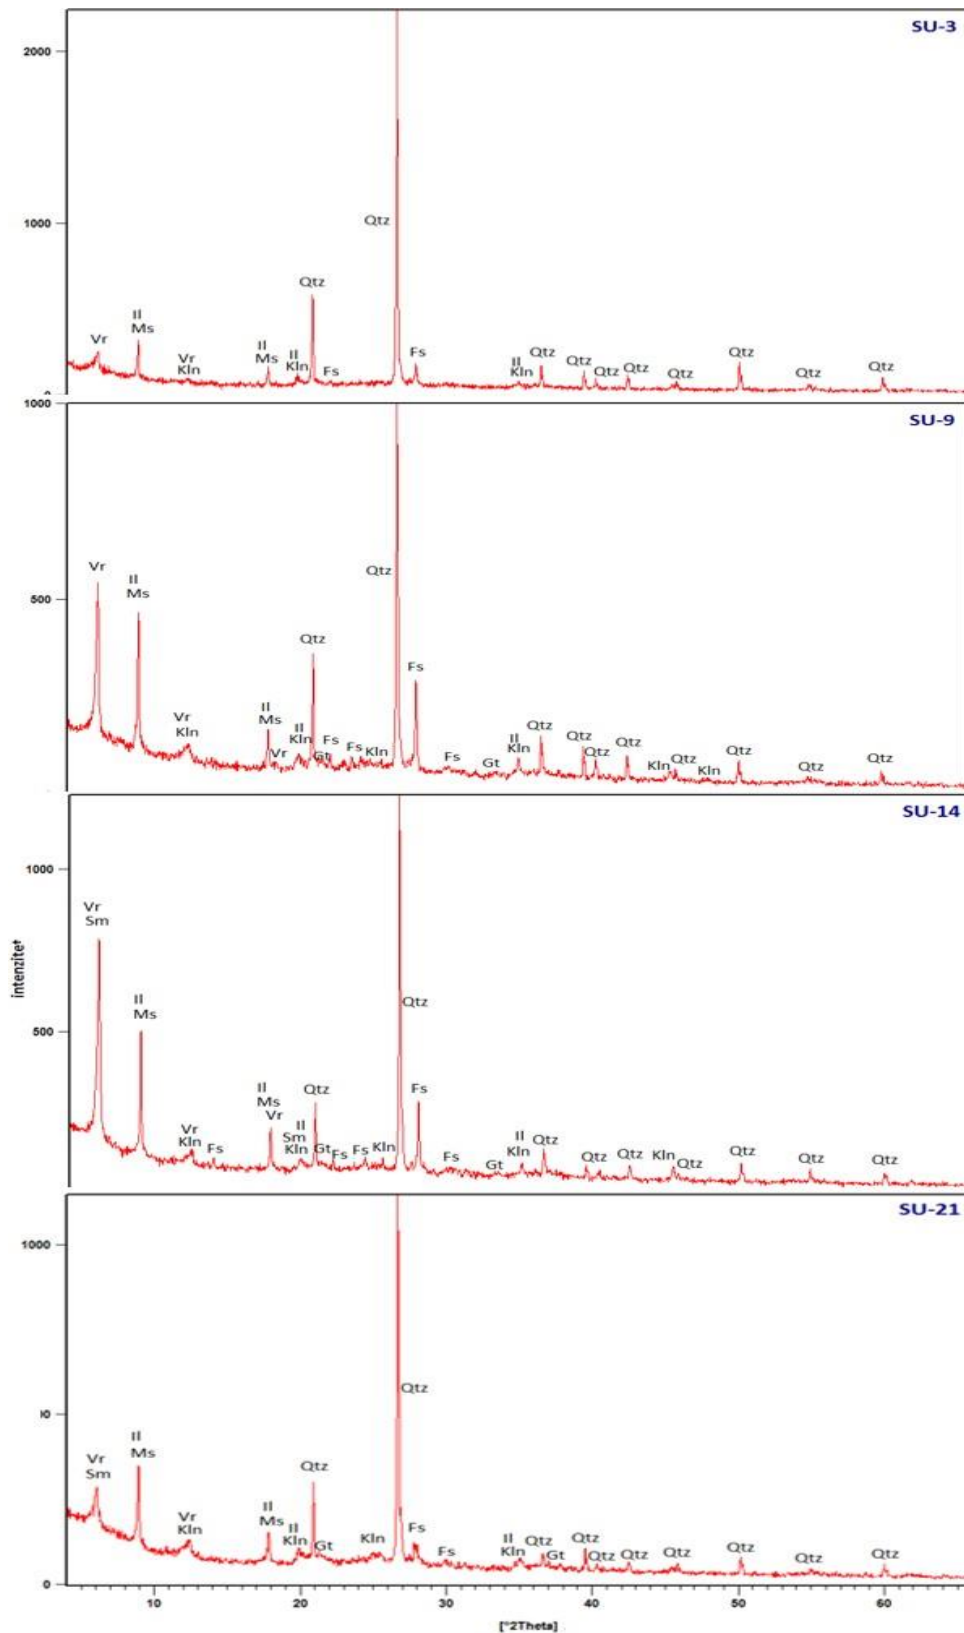 SU-3
2000
1000
Qtz
Qtz
Il
Ms
Vr
Vr
Kln
Il
Ms
Il
Kln
Fs
Fs
Il
Kln
Qtz
Qtz
Qtz
Qtz
Qtz
Qtz
Qtz
Qtz
SU-9
1000
500
Vr
Il
Ms
Vr
Kln
Il
Ms
Vr
Il
Kln
Qtz
Gt
Fs
Fs
Kln
Qtz
Fs
Fs
Gt
Il
Kln
Qtz
Qtz
Qtz
Qtz
Kln
Qtz
Kln
Qtz
Qtz
Qtz
SU-14
1000
500
intenzitet
Vr
Sm
Il
Ms
Vr
Kln
Fs
Il
Ms
Vr
Il
Sm
Kln
Qtz
Gt
Fs
Fs
Kln
Qtz
Fs
Fs
Gt
Il
Kln
Qtz
Qtz
Qtz
Kln
Qtz
Qtz
Qtz
Qtz
SU-21
1000
0
Vr
Sm
Il
Ms
Vr
Kln
Il
Ms
Il
Kln
Qtz
Gt
Kln
Qtz
Fs
Fs
Il
Kln
Qtz
Gt
Qtz
Qtz
Qtz
Qtz
Qtz
Qtz
Qtz
10 20 30 40 50 60
[°2Theta]